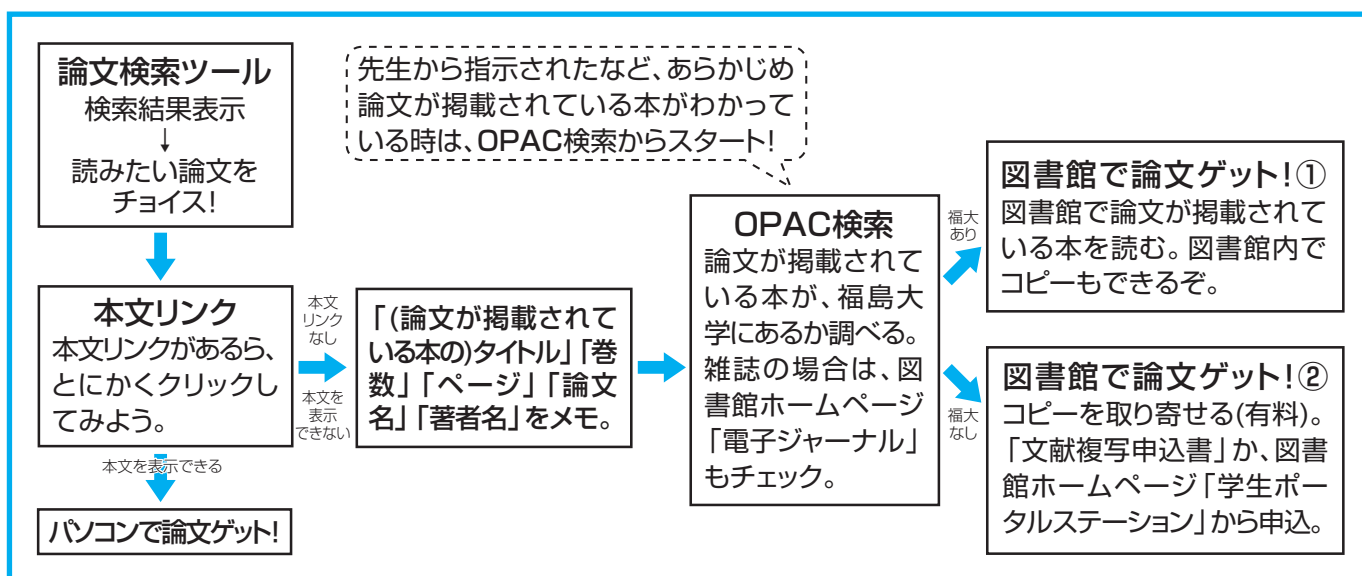 論文検索ツール
検索結果表示
↓
読みたい論文を
チョイス!
先生から指示されたなど、あらかじめ
論文が掲載されている本がわかって
いる時は、OPAC検索からスタート!
本文リンク
本文リンクがあるら、
とにかくクリックし
てみよう。
本文
リンク
なし
本文を
表示
できない
本文を表示できる
パソコンで論文ゲット!
「(論文が掲載されて
いる本の)タイトル」「巻
数」「ページ」「論文
名」「著者名」をメモ。
OPAC検索
論文が掲載されて
いる本が、福島大
学にあるか調べる。
雑誌の場合は、図
書館ホームページ
「電子ジャーナル」
もチェック。
福大
あり
図書館で論文ゲット!①
図書館で論文が掲載されて
いる本を読む。図書館内で
コピーもできるぞ。
福大
なし
図書館で論文ゲット!②
コピーを取り寄せる(有料)。
「文献複写申込書」か、図書
館ホームページ「学生ポー
タルステーション」から申込。